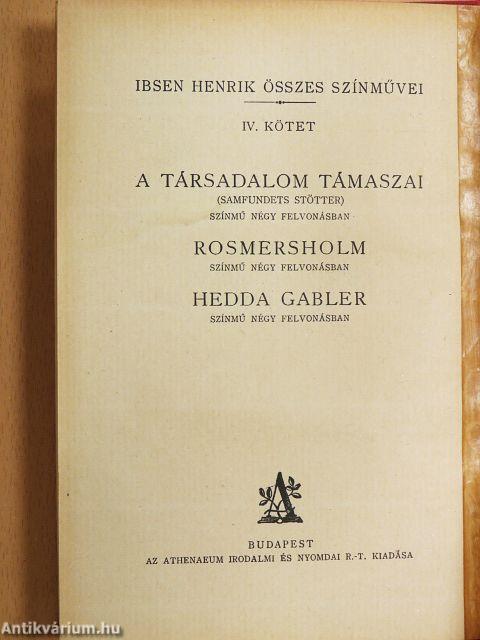 IBSEN HENRIK ÖSSZES SZÍNMŰVEI
IV. KÖTET
A TÁRSADALOM TÁMASZAI
(SAMFUNDETS STÖTTER)
SZÍNMŰ NÉGY FELVONÁSBAN
ROSMERSHOLM
SZÍNMŰ NÉGY FELVONÁSBAN
HEDDA GABLER
SZÍNMŰ NÉGY FELVONÁSBAN
A
BUDAPEST
AZ ATHENAEUM IRODALMI ÉS NYOMDAI R.-T. KIADÁSA
Antikvárium.hu